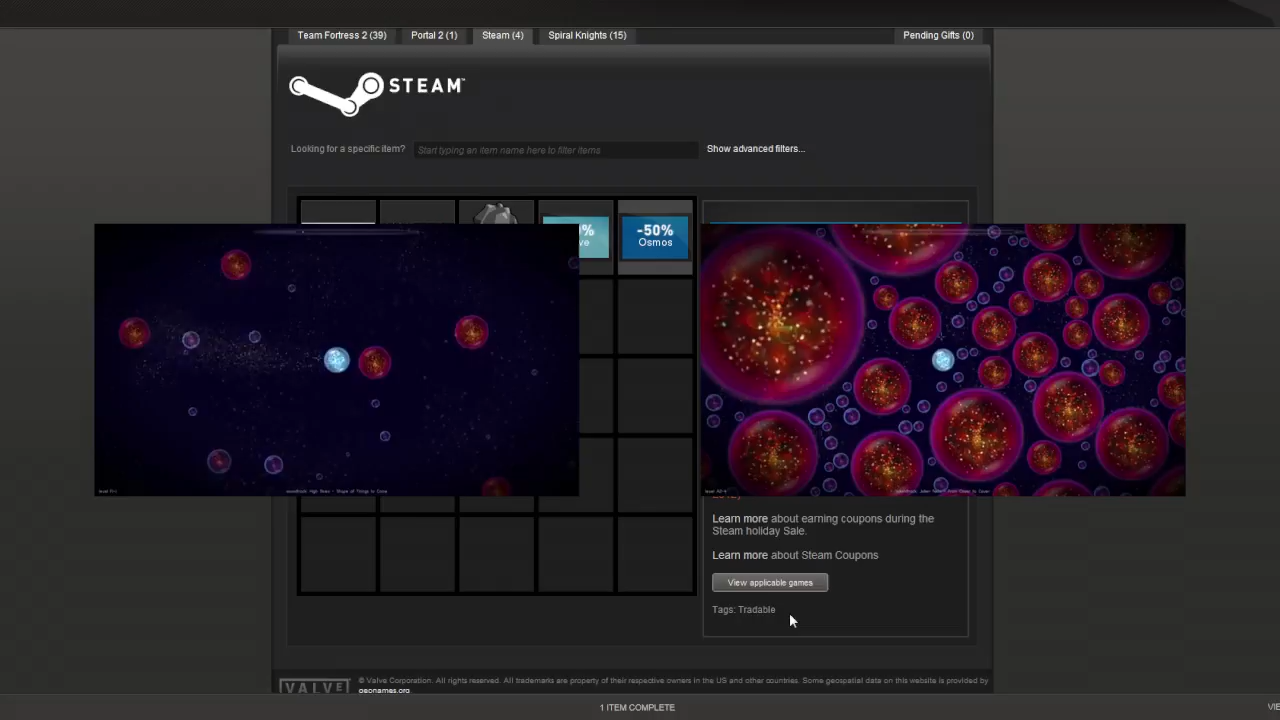 Team Fortress 2 (39) Portal 2 (1) Steam (4) Spiral Knights (15) Pending Gifts (0)
STEAM™
Looking for a specific item? Start typing an item name here to filter items Show advanced filters...
-50%
Osmos
Learn more about earning coupons during the
Steam holiday Sale.
Learn more about Steam Coupons
View applicable games
Tags: Tradable
VALVE © Valve Corporation. All rights reserved. All trademarks are property of their respective owners in the US and other countries. Some geospatial data on this website is provided by
geonames.org
1 ITEM COMPLETE